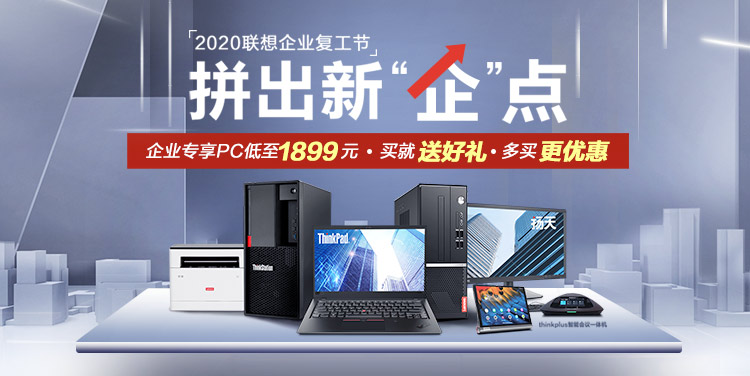 2020联想企业复工节
拼出新“企”点
企业专享PC低至1899元·买就送好礼·多买更优惠
ThinkPad
扬天
ThinkStation
Lenovo
thinkplus智能会议一体机